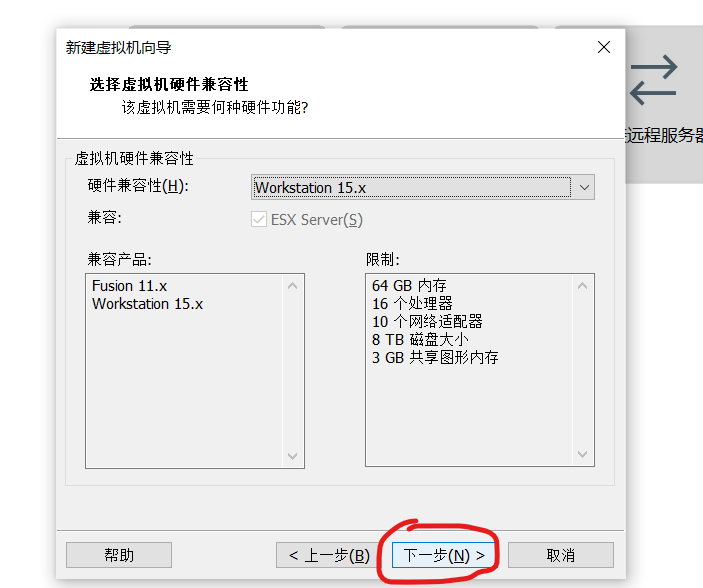 新建虚拟机向导
选择虚拟机硬件兼容性
该虚拟机需要何种硬件功能?
连远程服务器
虚拟机硬件兼容性
硬件兼容性(H): Workstation 15.x
兼容: ESX Server(S)
兼容产品:
Fusion 11.x
Workstation 15.x
限制:
64 GB 内存
16 个处理器
10 个网络适配器
8 TB 磁盘大小
3 GB 共享图形内存
帮助
< 上一步(B)
下一步(N) >
取消